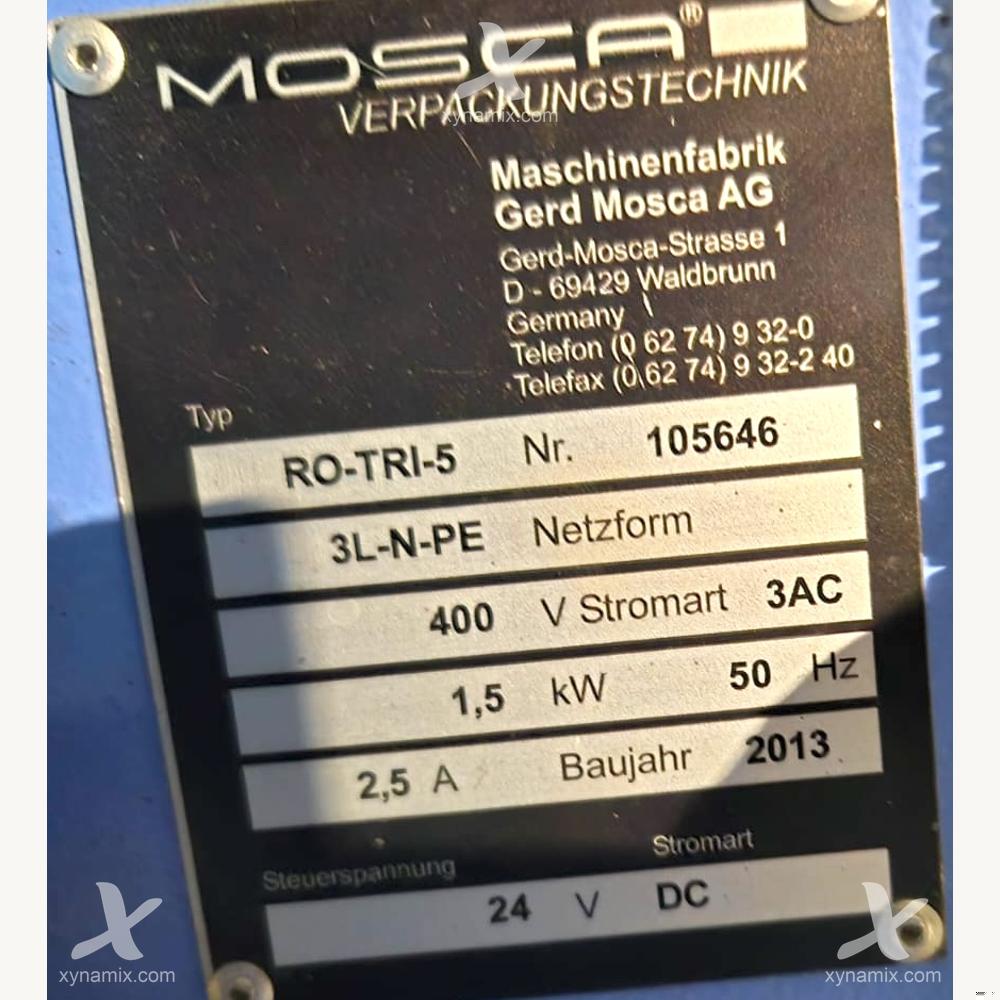 MOSCA®
VERPACKUNGSTECHNIK
xynamix.com
Maschinenfabrik
Gerd Mosca AG
Gerd-Mosca-Strasse 1
D - 69429 Waldbrunn
Germany
Telefon (0 62 74) 9 32-0
Telefax (0 62 74) 9 32-2 40
Typ
RO-TRI-5 Nr. 105646
3L-N-PE Netzform
400 V Stromart 3AC
1,5 kW 50 Hz
2,5 A Baujahr 2013
Steuerspannung Stromart
24 V DC
xynamix.com xynamix.com